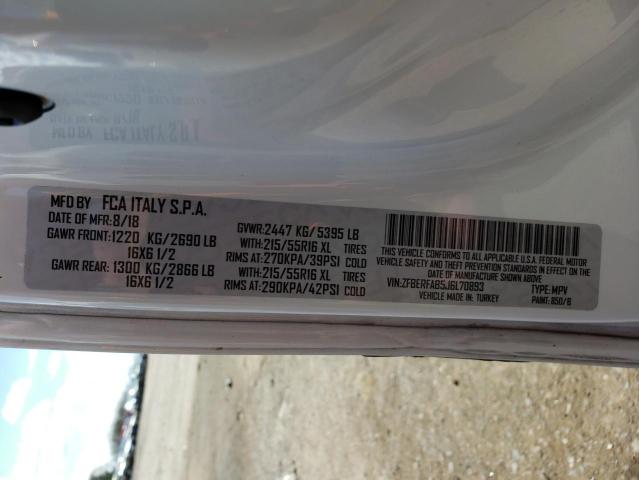 MFD BY FCA ITALY S.P.A.
DATE OF MFR:8/18
GAWR FRONT:1220 KG/2690 LB
16X6 1/2
GAWR REAR: 1300 KG/2866 LB
16X6 1/2
GVWR:2447 KG/5395 LB
WITH:215/55R16 XL TIRES
RIMS AT:270KPA/39PSI COLD
WITH:215/55R16 XL TIRES
RIMS AT:290KPA/42PSI COLD
THIS VEHICLE CONFORMS TO ALL APPLICABLE U.S.A. FEDERAL MOTOR
VEHICLE SAFETY AND THEFT PREVENTION STANDARDS IN EFFECT ON THE
DATE OF MANUFACTURE SHOWN ABOVE
VIN:ZFBERFAB5J6L70893 TYPE:MPV
MADE IN: TURKEY PAINT: 850/B